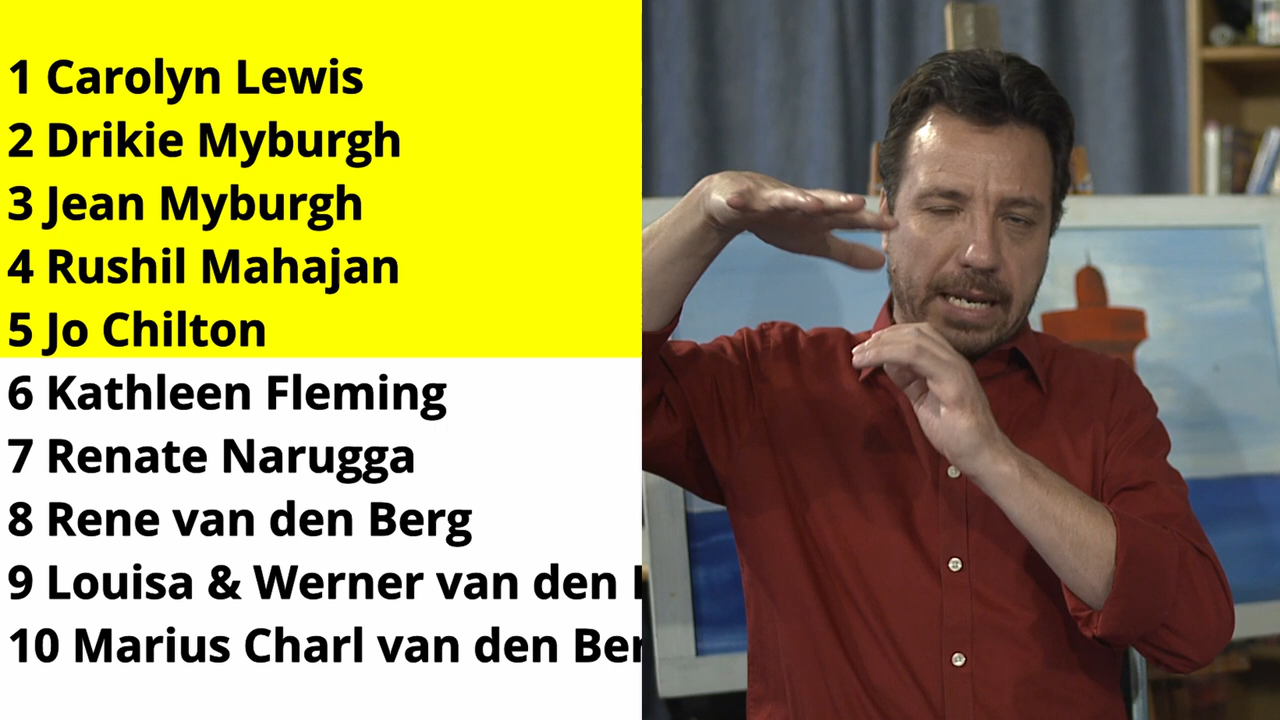 1 Carolyn Lewis
2 Drikie Myburgh
3 Jean Myburgh
4 Rushil Mahajan
5 Jo Chilton
6 Kathleen Fleming
7 Renate Narugga
8 Rene van den Berg
9 Louisa & Werner van den
10 Marius Charl van den